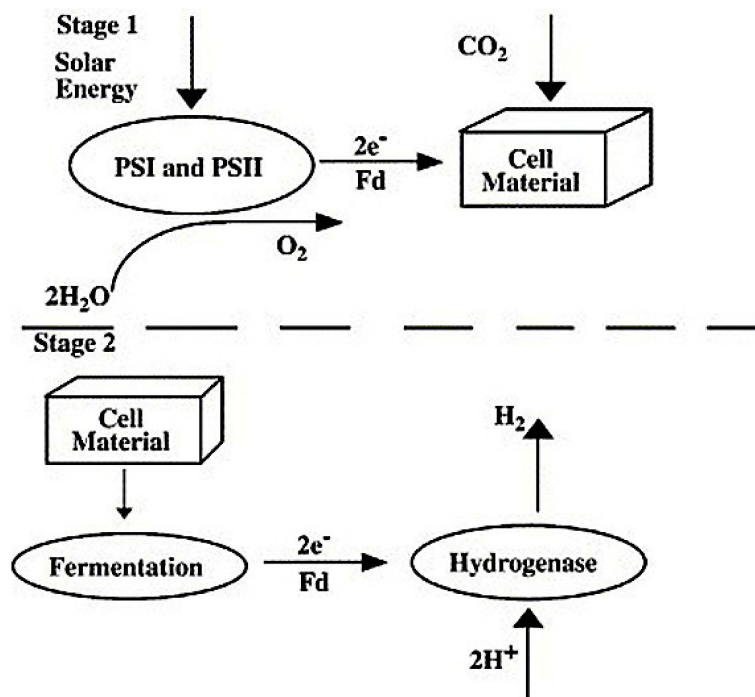 Stage 1
Solar
Energy
CO₂
PSI and PSII
2e⁻
Fd
Cell
Material
O₂
2H₂O
Stage 2
Cell
Material
H₂
Fermentation
2e⁻
Fd
Hydrogenase
2H⁺